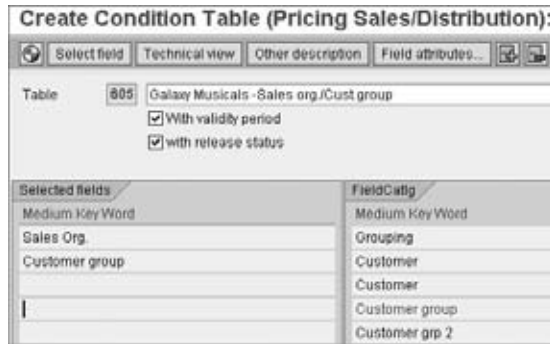 Create Condition Table (Pricing Sales/Distribution):
Select field Technical view Other description Field attributes...
Table 605 Galaxy Musicals -Sales org./Cust group
With validity period
with release status
Selected fields FieldCatlg
Medium Key Word Medium Key Word
Sales Org. Grouping
Customer group Customer
Customer
Customer group
Customer grp 2